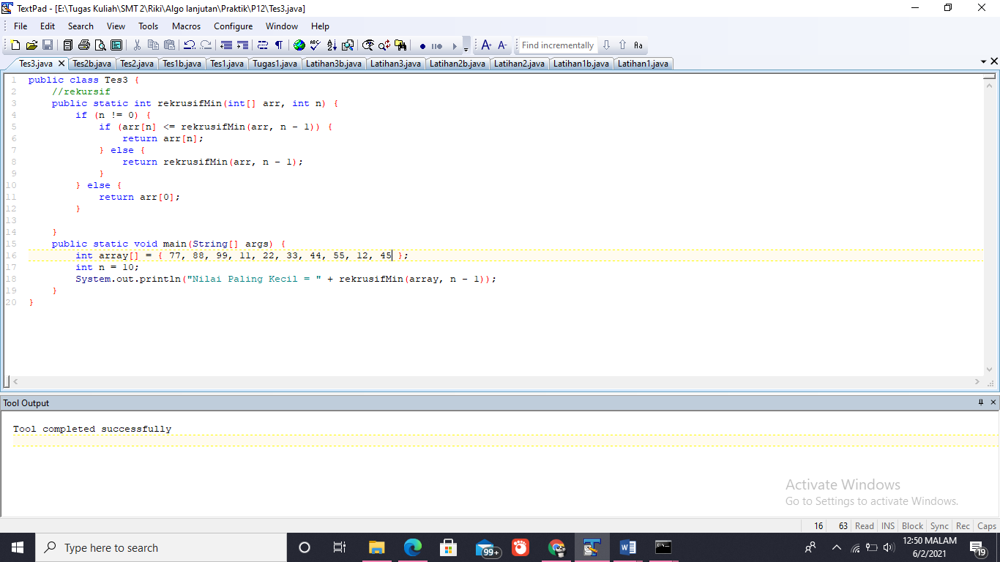 TextPad - [E:\Tugas Kuliah\SMT 2\Riki\Algo lanjutan\Praktik\P12\Tes3.java]
File Edit Search View Tools Macros Configure Window Help
Find incrementally
Tes3.java Tes2b.java Tes2.java Tes1b.java Tes1.java Tugas1.java Latihan3b.java Latihan3.java Latihan2b.java Latihan2.java Latihan1b.java Latihan1.java
1 public class Tes3 {
2 //rekursif
3 public static int rekrusifMin(int[] arr, int n) {
4 if (n != 0) {
5 if (arr[n] <= rekrusifMin(arr, n - 1)) {
6 return arr[n];
7 } else {
8 return rekrusifMin(arr, n - 1);
9 }
10 } else {
11 return arr[0];
12 }
13
14 }
15 public static void main(String[] args) {
16 int array[] = { 77, 88, 99, 11, 22, 33, 44, 55, 12, 45 };
17 int n = 10;
18 System.out.println("Nilai Paling Kecil = " + rekrusifMin(array, n - 1));
19 }
20 }
Tool Output
Tool completed successfully
Activate Windows
Go to Settings to activate Windows.
16 63 Read INS Block Sync Rec Caps
Type here to search
99+
12:50 MALAM
6/2/2021
19